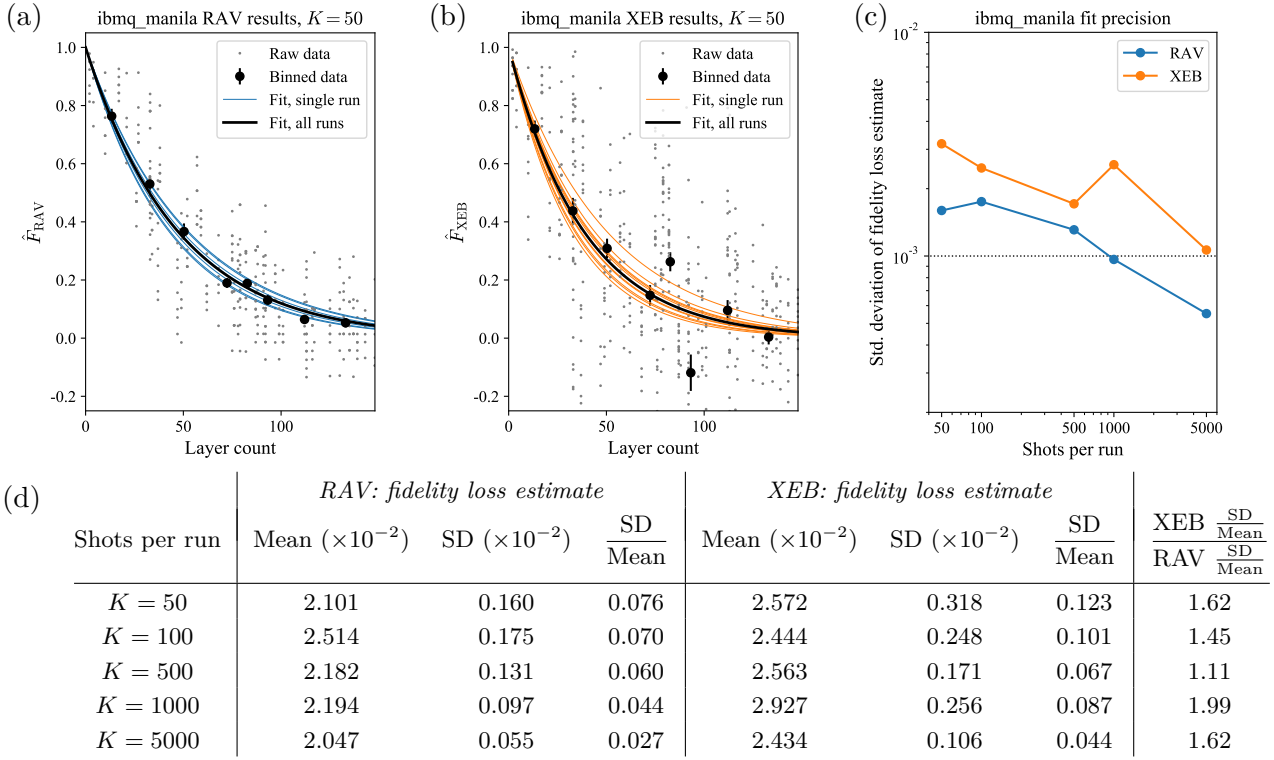 (a)
ibmq_manila RAV results, K = 50
Raw data
Binned data
Fit, single run
Fit, all runs
F̂_RAV
1.0
0.8
0.6
0.4
0.2
0.0
-0.2
0
50
100
Layer count
(b)
ibmq_manila XEB results, K = 50
Raw data
Binned data
Fit, single run
Fit, all runs
F̂_XEB
1.0
0.8
0.6
0.4
0.2
0.0
-0.2
0
50
100
Layer count
(c)
ibmq_manila fit precision
RAV
XEB
Std. deviation of fidelity loss estimate
10^-2
10^-3
50
100
500
1000
5000
Shots per run
(d)
RAV: fidelity loss estimate XEB: fidelity loss estimate
Shots per run Mean (×10^−2) SD (×10^−2) SD/Mean Mean (×10^−2) SD (×10^−2) SD/Mean XEB SD/Mean / RAV SD/Mean
K = 50 2.101 0.160 0.076 2.572 0.318 0.123 1.62
K = 100 2.514 0.175 0.070 2.444 0.248 0.101 1.45
K = 500 2.182 0.131 0.060 2.563 0.171 0.067 1.11
K = 1000 2.194 0.097 0.044 2.927 0.256 0.087 1.99
K = 5000 2.047 0.055 0.027 2.434 0.106 0.044 1.62